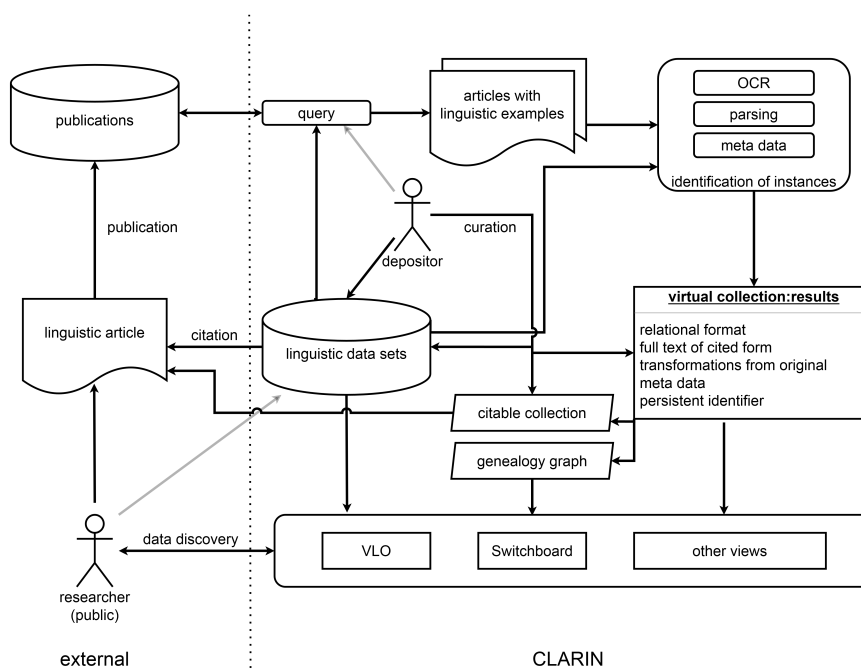 publications
query
articles with
linguistic examples
OCR
parsing
meta data
identification of instances
publication
curation
depositor
virtual collection:results
relational format
full text of cited form
transformations from original
meta data
persistent identifier
linguistic article
citation
linguistic data sets
citable collection
genealogy graph
data discovery
VLO
Switchboard
other views
researcher
(public)
external
CLARIN